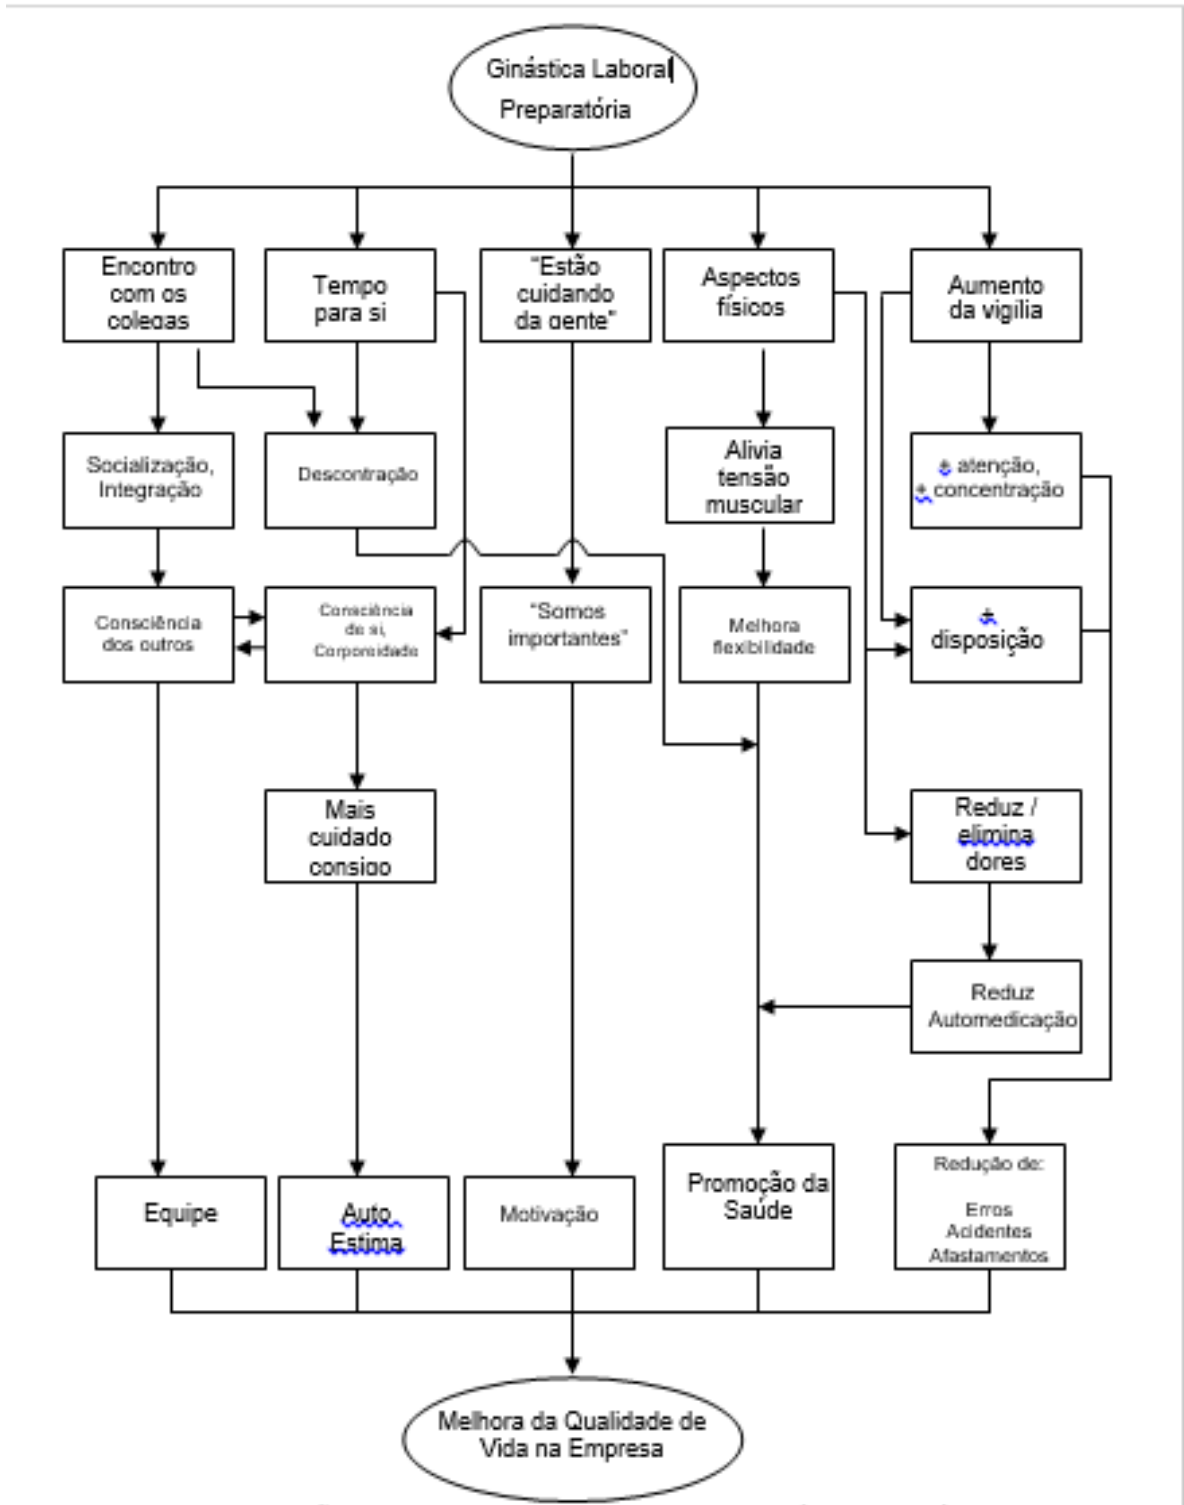 Ginástica Laboral
Preparatória
Encontro
com os
colegas
Tempo
para si
"Estão
cuidando
da gente"
Aspectos
físicos
Aumento
da vigília
Socialização,
Integração
Descontração
Alivia
tensão
muscular
+ atenção,
+ concentração
Consciência
dos outros
Consciência
de si,
Corporeidade
"Somos
importantes"
Melhora
flexibilidade
+
disposição
Mais
cuidado
consigo
Reduz /
elimina
dores
Reduz
Automedicação
Equipe
Auto
Estima
Motivação
Promoção da
Saúde
Redução de:
Erros
Acidentes
Afastamentos
Melhora da Qualidade de
Vida na Empresa